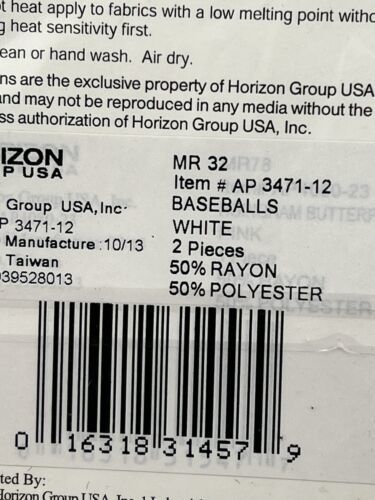 t heat apply to fabrics with a low melting point witho
g heat sensitivity first.
ean or hand wash. Air dry.
ns are the exclusive property of Horizon Group USA
and may not be reproduced in any media without the
ss authorization of Horizon Group USA, Inc.
IZON
P USA
Group USA, Inc
P 3471-12
Manufacture: 10/13
Taiwan
039528013
MR 32
Item # AP 3471-12
BASEBALLS
WHITE
2 Pieces
50% RAYON
50% POLYESTER
0 16318 31457 9
ted By:
Horizon Group USA, Inc.